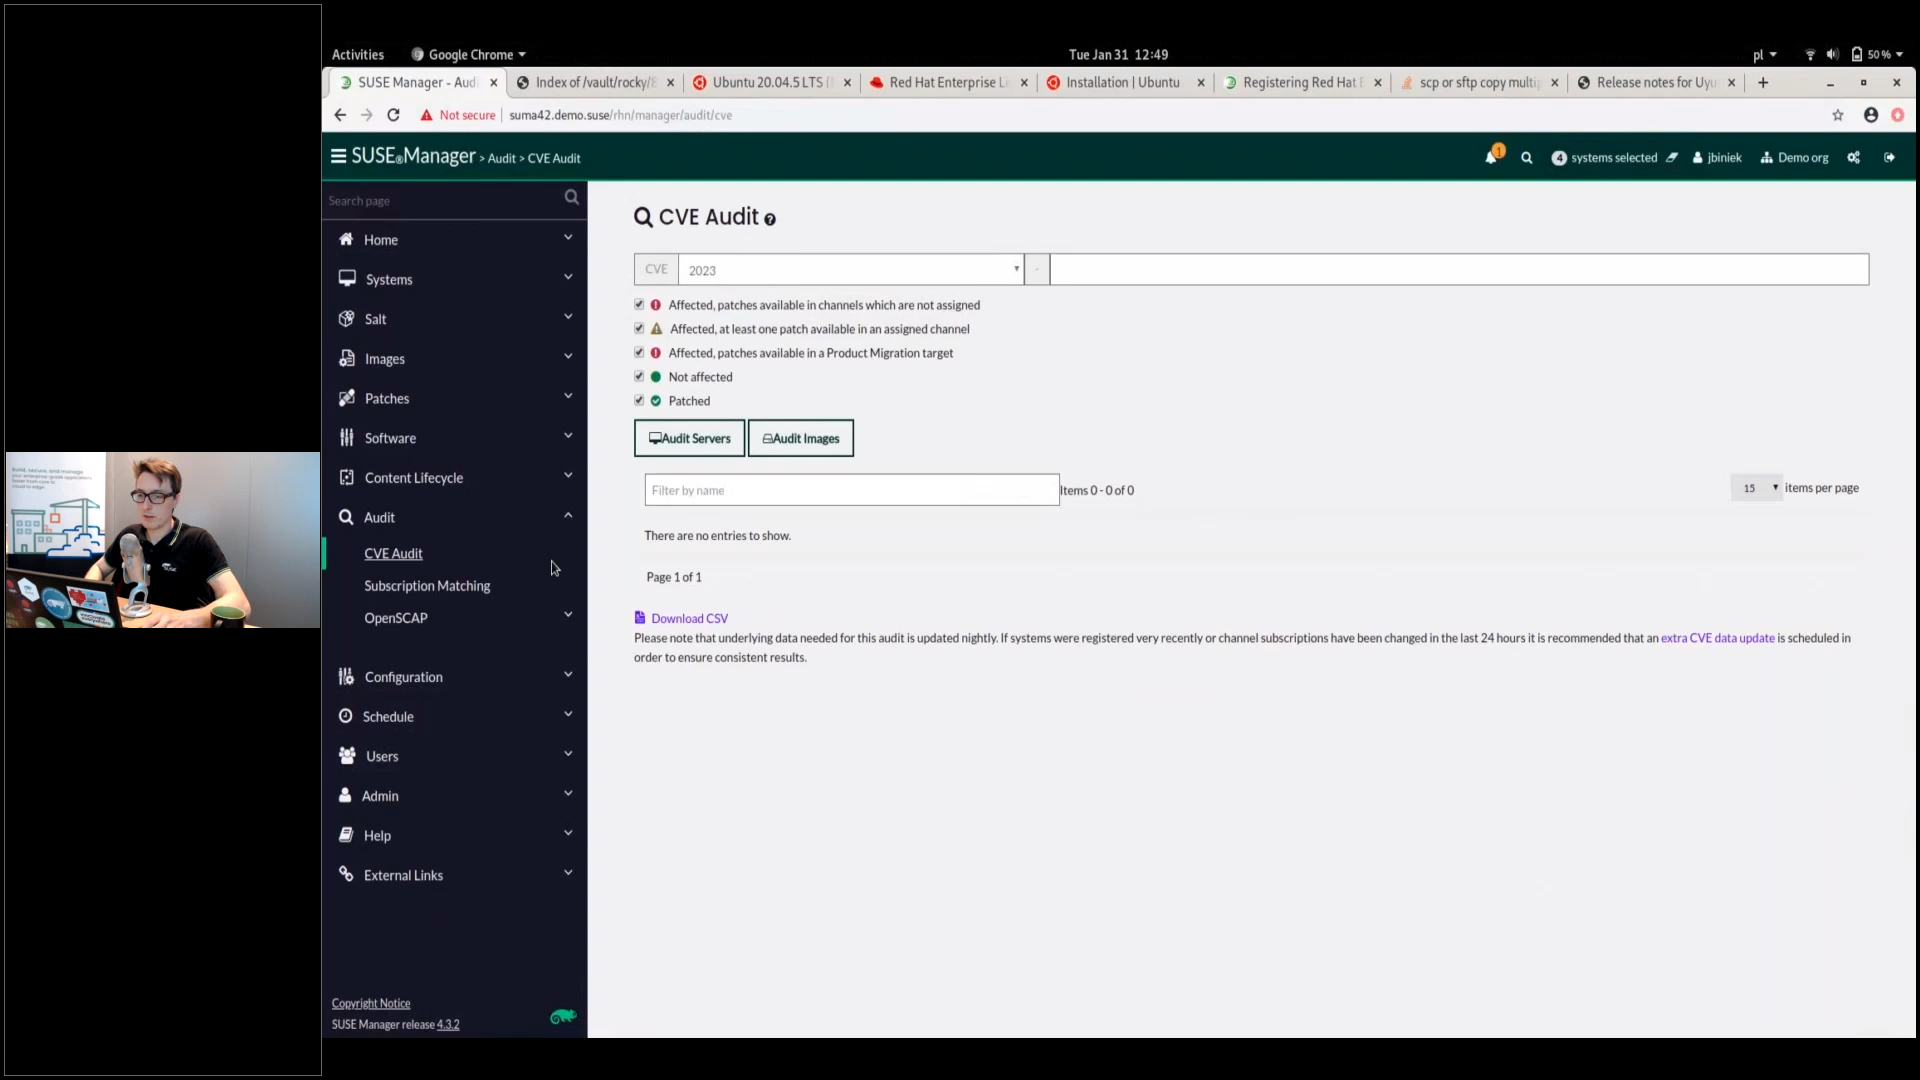 Activities
Google Chrome
Tue Jan 31 12:49
pl
50 %
SUSE Manager - Aud
Index of /vault/rocky/8
Ubuntu 20.04.5 LTS (
Red Hat Enterprise Li
Installation | Ubuntu
Registering Red Hat E
scp or sftp copy multip
Release notes for Uyu
Not secure
suma42.demo.suse/rhn/manager/audit/cve
SUSE®Manager > Audit > CVE Audit
1
4 systems selected
jbiniek
Demo org
Search page
Home
Systems
Salt
Images
Patches
Software
Content Lifecycle
Audit
CVE Audit
Subscription Matching
OpenSCAP
Configuration
Schedule
Users
Admin
Help
External Links
Copyright Notice
SUSE Manager release 4.3.2
CVE Audit
CVE
2023
-
Affected, patches available in channels which are not assigned
Affected, at least one patch available in an assigned channel
Affected, patches available in a Product Migration target
Not affected
Patched
Audit Servers
Audit Images
Filter by name
Items 0 - 0 of 0
15
items per page
There are no entries to show.
Page 1 of 1
Download CSV
Please note that underlying data needed for this audit is updated nightly. If systems were registered very recently or channel subscriptions have been changed in the last 24 hours it is recommended that an extra CVE data update is scheduled in
order to ensure consistent results.
Build, secure, and manage